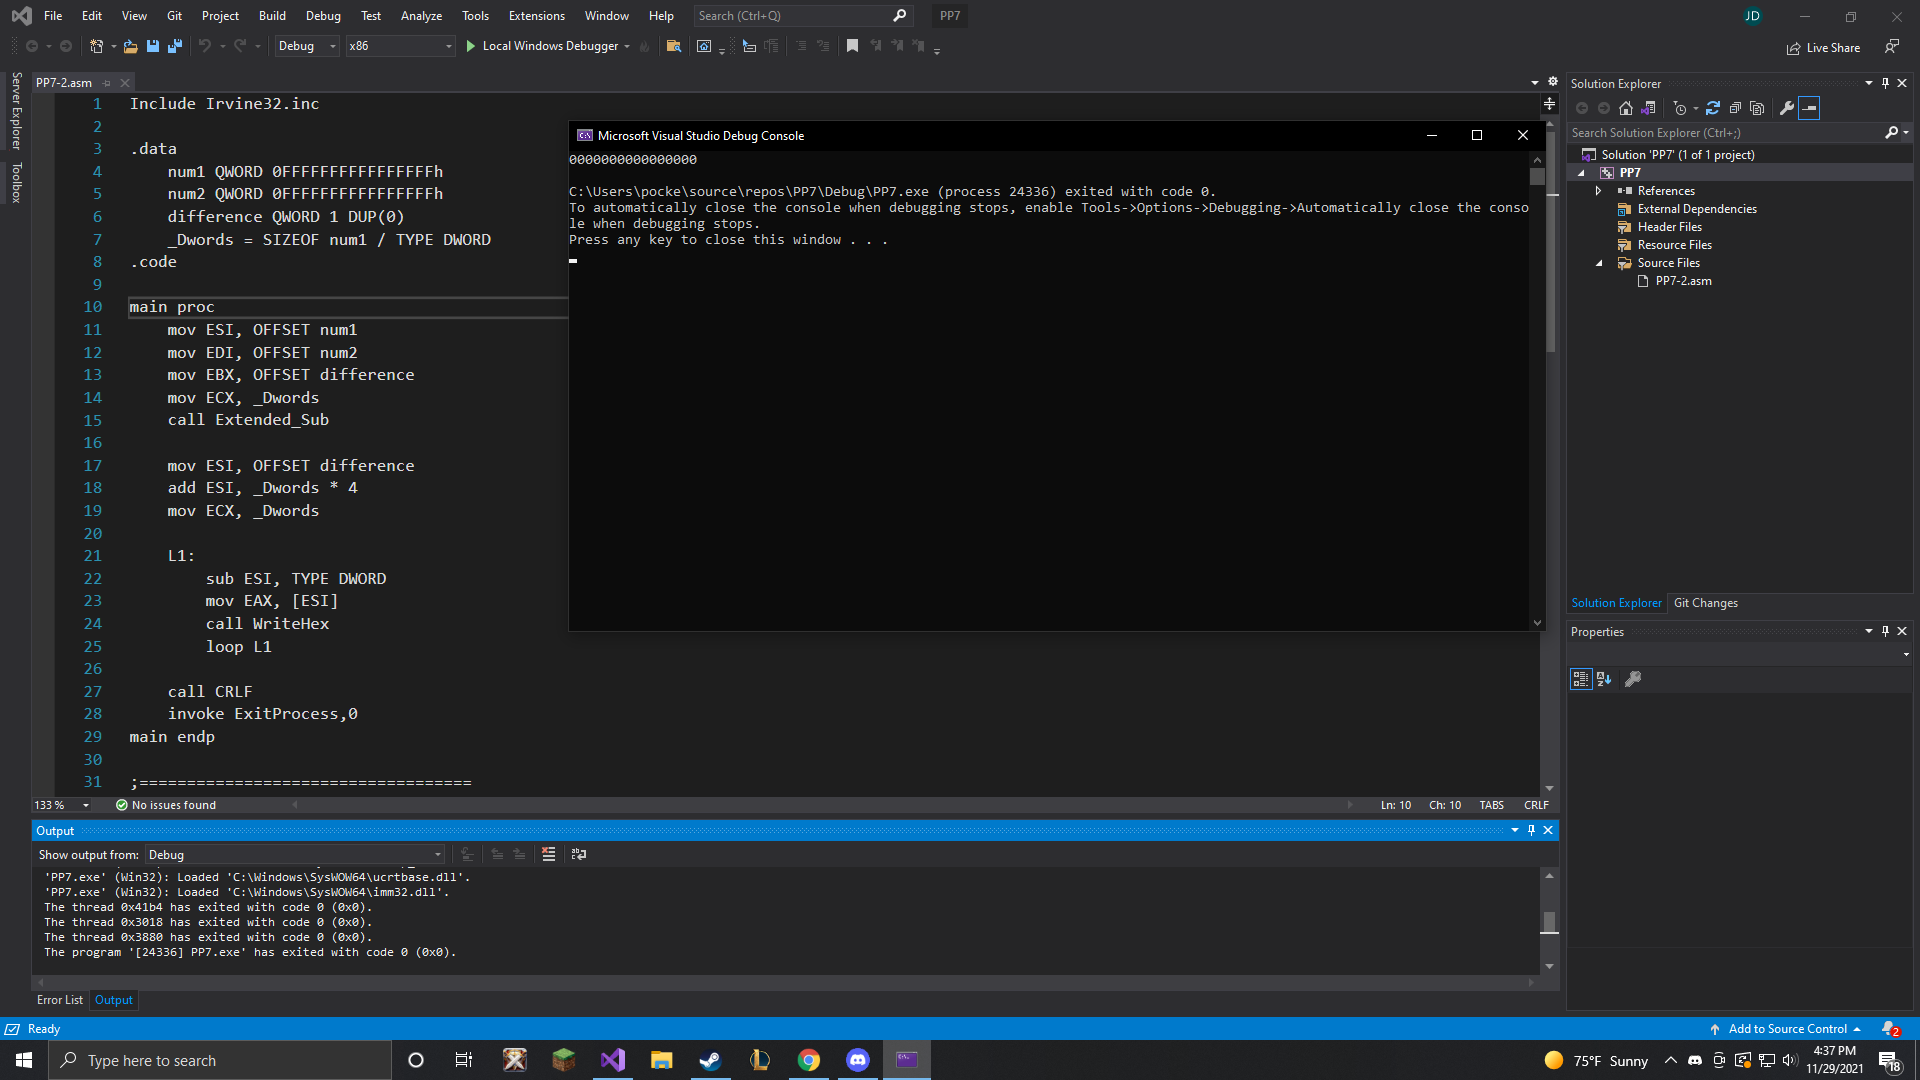 File Edit View Git Project Build Debug Test Analyze Tools Extensions Window Help Search (Ctrl+Q) PP7 JD
Debug x86 Local Windows Debugger Live Share
Server Explorer
Toolbox
PP7-2.asm
1 Include Irvine32.inc
2
3 .data
4 num1 QWORD 0FFFFFFFFFFFFFFFFh
5 num2 QWORD 0FFFFFFFFFFFFFFFFh
6 difference QWORD 1 DUP(0)
7 _Dwords = SIZEOF num1 / TYPE DWORD
8 .code
9
10 main proc
11 mov ESI, OFFSET num1
12 mov EDI, OFFSET num2
13 mov EBX, OFFSET difference
14 mov ECX, _Dwords
15 call Extended_Sub
16
17 mov ESI, OFFSET difference
18 add ESI, _Dwords * 4
19 mov ECX, _Dwords
20
21 L1:
22 sub ESI, TYPE DWORD
23 mov EAX, [ESI]
24 call WriteHex
25 loop L1
26
27 call CRLF
28 invoke ExitProcess,0
29 main endp
30
31 ;===================================
133 % No issues found Ln: 10 Ch: 10 TABS CRLF
Microsoft Visual Studio Debug Console
0000000000000000
C:\Users\pocke\source\repos\PP7\Debug\PP7.exe (process 24336) exited with code 0.
To automatically close the console when debugging stops, enable Tools->Options->Debugging->Automatically close the conso
le when debugging stops.
Press any key to close this window . . .
Solution Explorer
Search Solution Explorer (Ctrl+;)
Solution 'PP7' (1 of 1 project)
PP7
References
External Dependencies
Header Files
Resource Files
Source Files
PP7-2.asm
Solution Explorer Git Changes
Properties
Output
Show output from: Debug
'PP7.exe' (Win32): Loaded 'C:\Windows\SysWOW64\ucrtbase.dll'.
'PP7.exe' (Win32): Loaded 'C:\Windows\SysWOW64\imm32.dll'.
The thread 0x41b4 has exited with code 0 (0x0).
The thread 0x3018 has exited with code 0 (0x0).
The thread 0x3880 has exited with code 0 (0x0).
The program '[24336] PP7.exe' has exited with code 0 (0x0).
Error List Output
Ready Add to Source Control 2
Type here to search 75°F Sunny 4:37 PM
11/29/2021 18